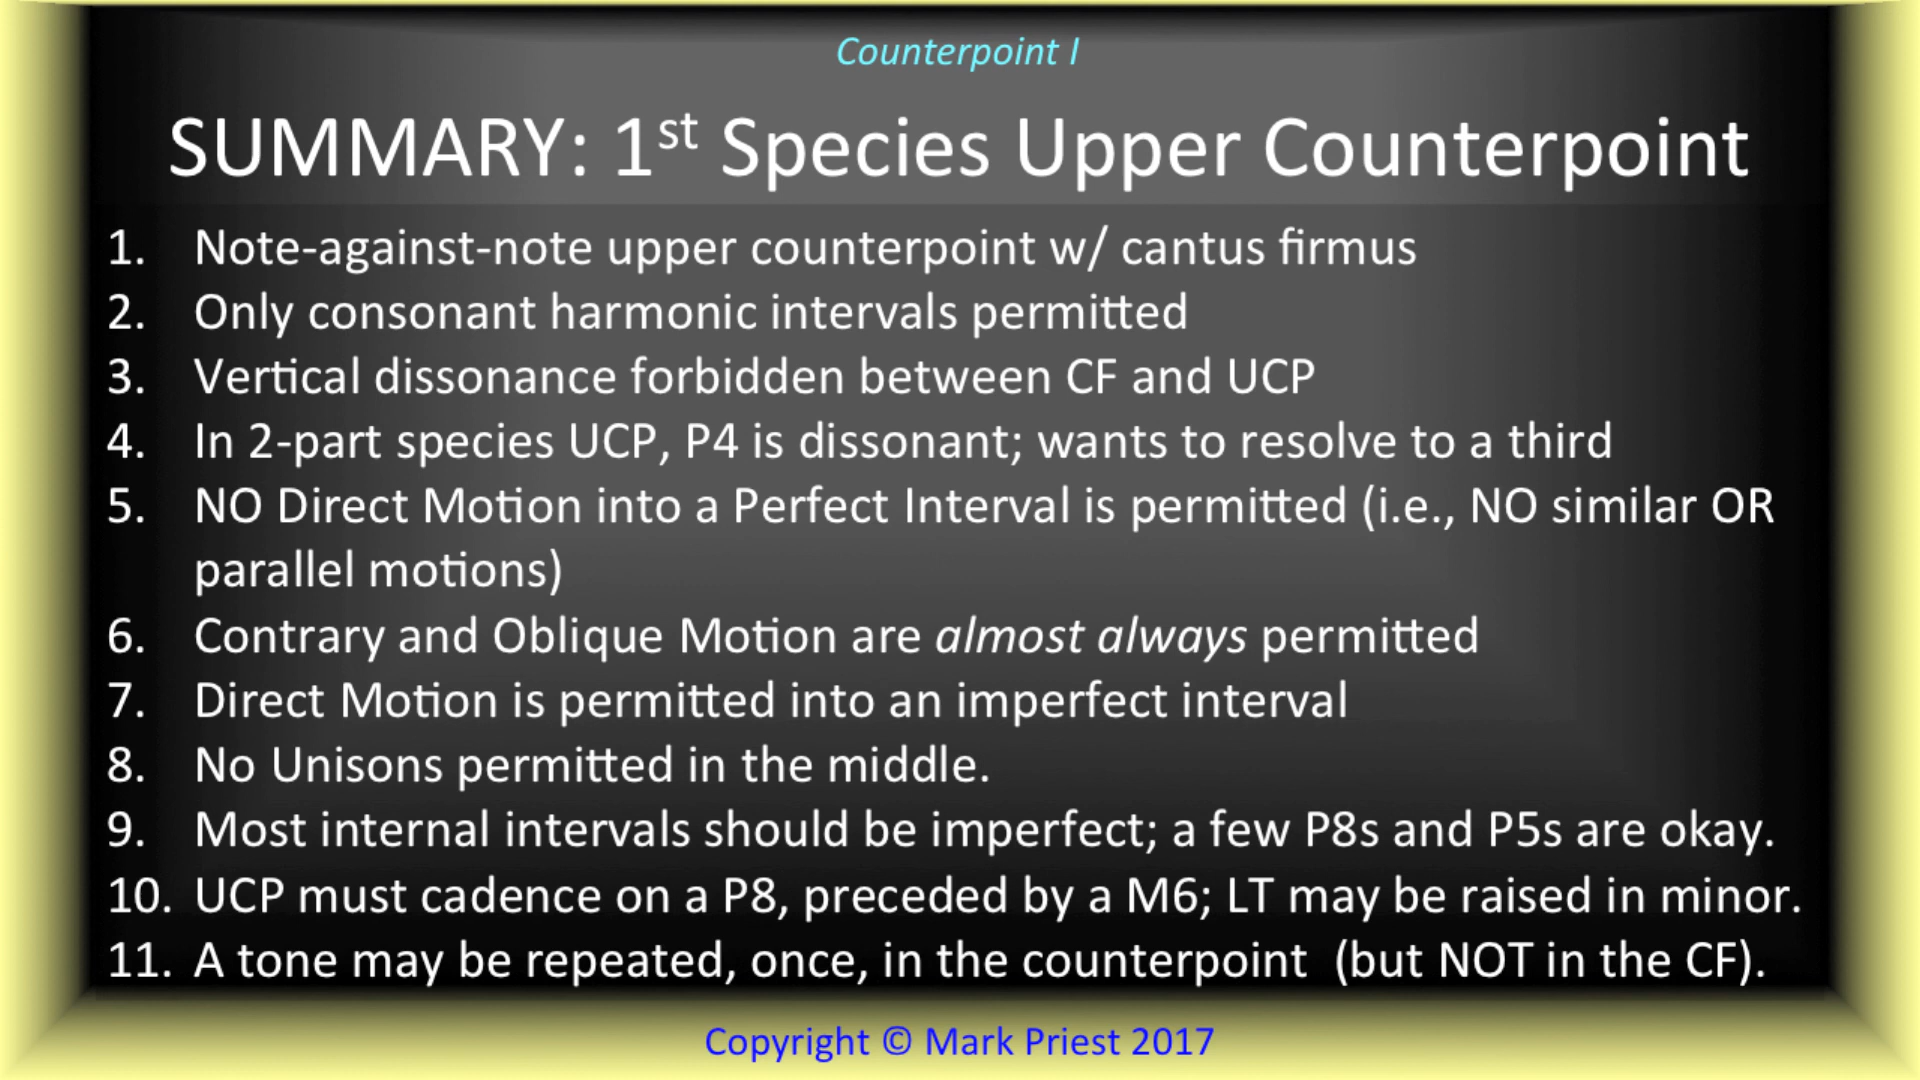 Counterpoint I
SUMMARY: 1st Species Upper Counterpoint
1. Note-against-note upper counterpoint w/ cantus firmus
2. Only consonant harmonic intervals permitted
3. Vertical dissonance forbidden between CF and UCP
4. In 2-part species UCP, P4 is dissonant; wants to resolve to a third
5. NO Direct Motion into a Perfect Interval is permitted (i.e., NO similar OR
parallel motions)
6. Contrary and Oblique Motion are almost always permitted
7. Direct Motion is permitted into an imperfect interval
8. No Unisons permitted in the middle.
9. Most internal intervals should be imperfect; a few P8s and P5s are okay.
10. UCP must cadence on a P8, preceded by a M6; LT may be raised in minor.
11. A tone may be repeated, once, in the counterpoint (but NOT in the CF).
Copyright © Mark Priest 2017